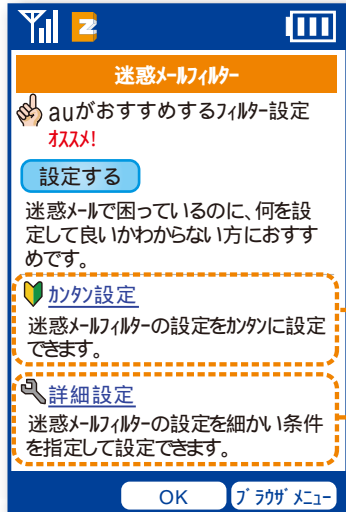 迷惑ﾒｰﾙﾌｨﾙﾀｰ
auがおすすめするﾌｨﾙﾀｰ設定
ｵｽｽﾒ!
設定する
迷惑ﾒｰﾙで困っているのに、何を設
定して良いかわからない方におすす
めです。
ｶﾝﾀﾝ設定
迷惑ﾒｰﾙﾌｨﾙﾀｰの設定をｶﾝﾀﾝに設定
できます。
詳細設定
迷惑ﾒｰﾙﾌｨﾙﾀｰの設定を細かい条件
を指定して設定できます。
OK
ﾌﾞﾗｳｻﾞﾒﾆｭｰ